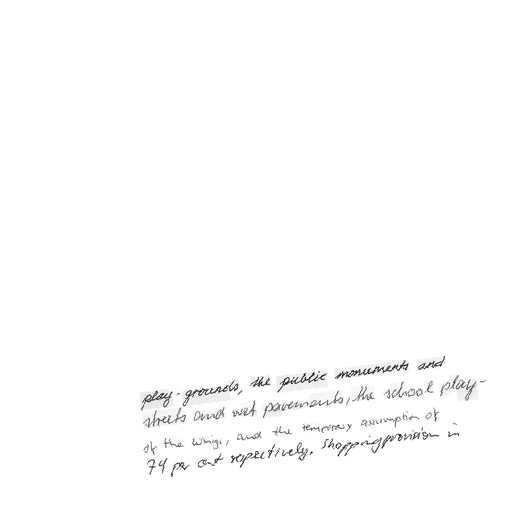 play-grounds, the public monuments and
streets and wet pavements, the school play-
of the wings, and the temporary assumption of
74 per cent respectively. Shopping provision in